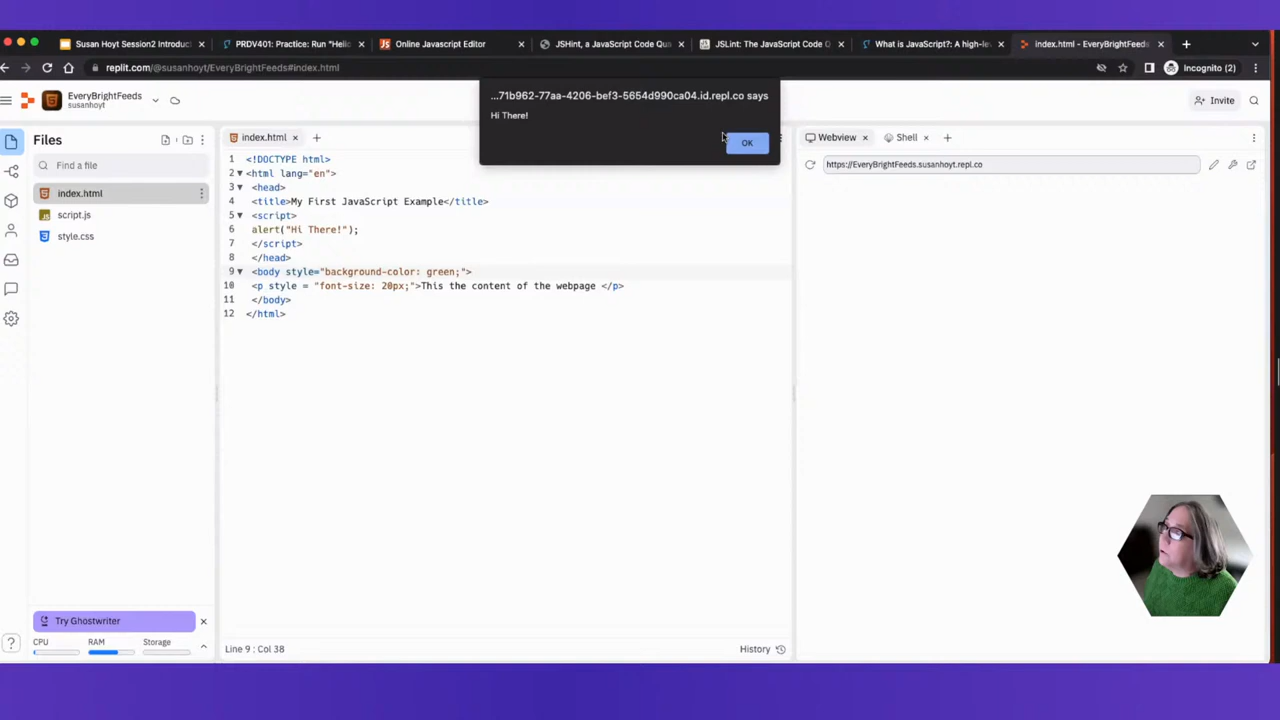 Susan Hoyt Session2 Introduc
PRDV401: Practice: Run "Hello
Online Javascript Editor
JSHint, a JavaScript Code Qua
JSLint: The JavaScript Code Q
What is JavaScript?: A high-lev
index.html - EveryBrightFeeds
replit.com/@susanhoyt/EveryBrightFeeds#index.html
Incognito (2)
EveryBrightFeeds
susanhoyt
Invite
...71b962-77aa-4206-bef3-5654d990ca04.id.repl.co says
Hi There!
OK
Files
Find a file
index.html
script.js
style.css
index.html
1 <!DOCTYPE html>
2 <html lang="en">
3 <head>
4 <title>My First JavaScript Example</title>
5 <script>
6 alert("Hi There!");
7 </script>
8 </head>
9 <body style="background-color: green;">
10 <p style = "font-size: 20px;">This the content of the webpage </p>
11 </body>
12 </html>
Webview
Shell
https://EveryBrightFeeds.susanhoyt.repl.co
Try Ghostwriter
CPU RAM Storage
?
Line 9 : Col 38
History